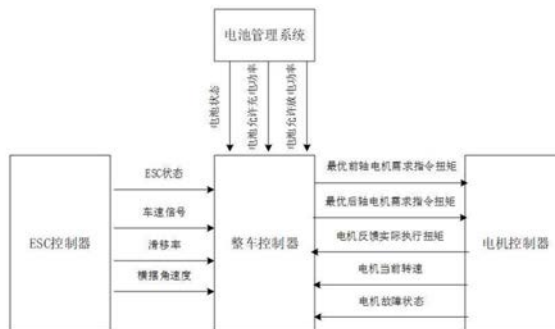 电池管理系统
电池状态
电池允许充电功率
电池允许放电功率
ESC控制器
ESC状态
车速信号
滑移率
横摆角速度
整车控制器
最优前轴电机需求指令扭矩
最优后轴电机需求指令扭矩
电机反馈实际执行扭矩
电机当前转速
电机故障状态
电机控制器